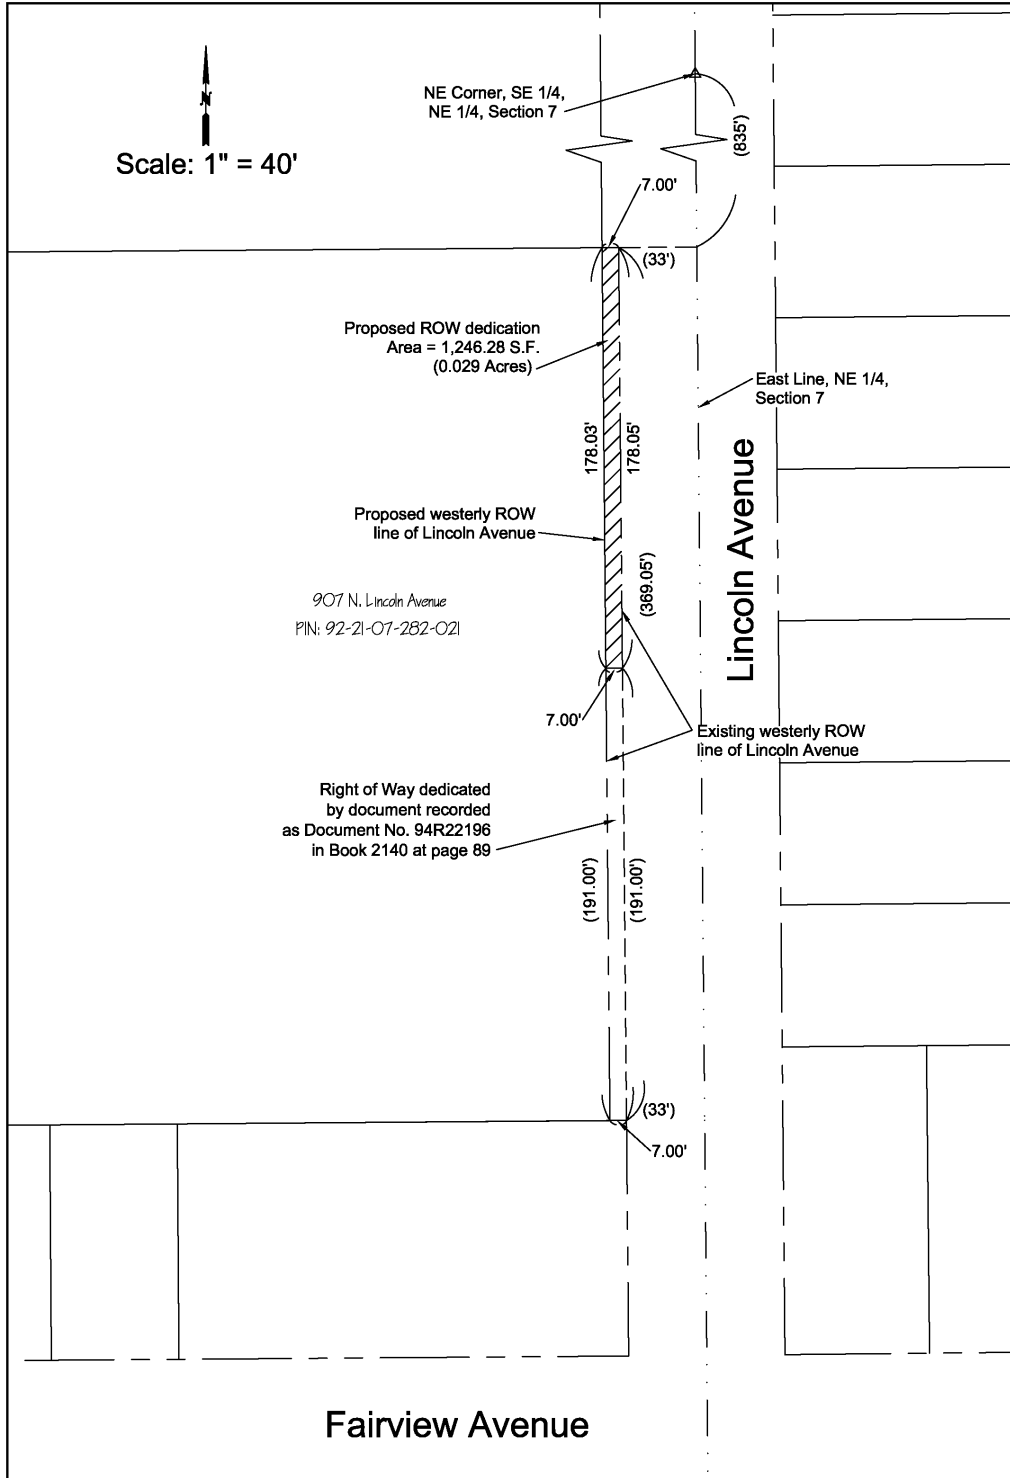 NE Corner, SE 1/4,
NE 1/4, Section 7
(835')
N
Scale: 1" = 40'
7.00'
(33')
Proposed ROW dedication
Area = 1,246.28 S.F.
(0.029 Acres)
East Line, NE 1/4,
Section 7
178.03'
178.05'
Lincoln Avenue
Proposed westerly ROW
line of Lincoln Avenue
(369.05')
907 N. Lincoln Avenue
PIN: 92-21-07-282-021
7.00'
Existing westerly ROW
line of Lincoln Avenue
Right of Way dedicated
by document recorded
as Document No. 94R22196
in Book 2140 at page 89
(191.00')
(191.00')
(33')
7.00'
Fairview Avenue